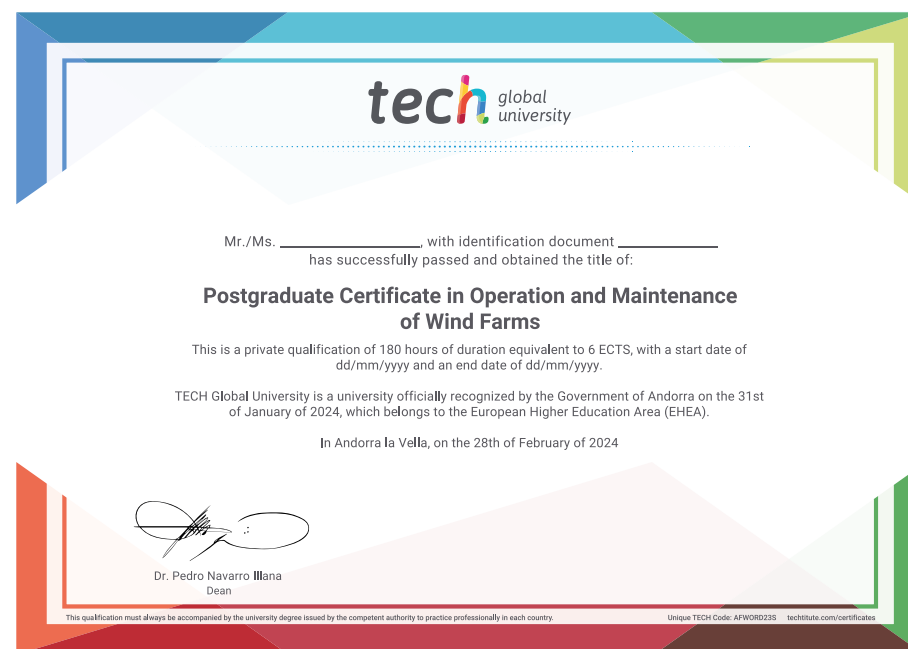 tech global university
Mr./Ms. ____________________, with identification document ______________
has successfully passed and obtained the title of:
Postgraduate Certificate in Operation and Maintenance
of Wind Farms
This is a private qualification of 180 hours of duration equivalent to 6 ECTS, with a start date of
dd/mm/yyyy and an end date of dd/mm/yyyy.
TECH Global University is a university officially recognized by the Government of Andorra on the 31st
of January of 2024, which belongs to the European Higher Education Area (EHEA).
In Andorra la Vella, on the 28th of February of 2024
Dr. Pedro Navarro Illana
Dean
This qualification must always be accompanied by the university degree issued by the competent authority to practice professionally in each country.
Unique TECH Code: AFWORD23S techtitute.com/certificates